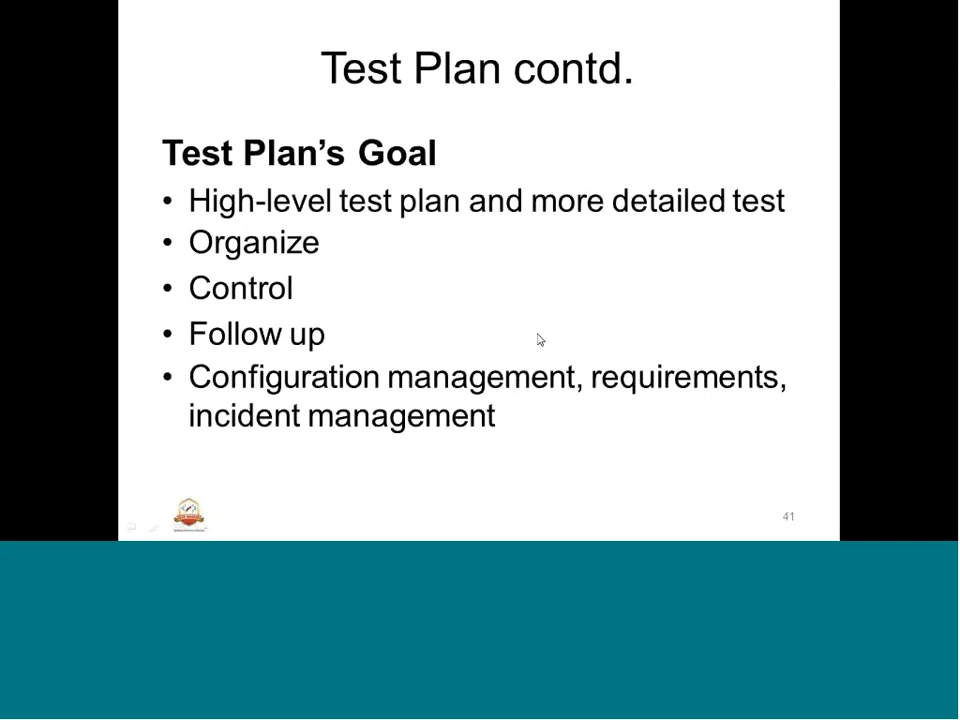 Test Plan contd.
Test Plan’s Goal
• High-level test plan and more detailed test
• Organize
• Control
• Follow up
• Configuration management, requirements,
incident management
41